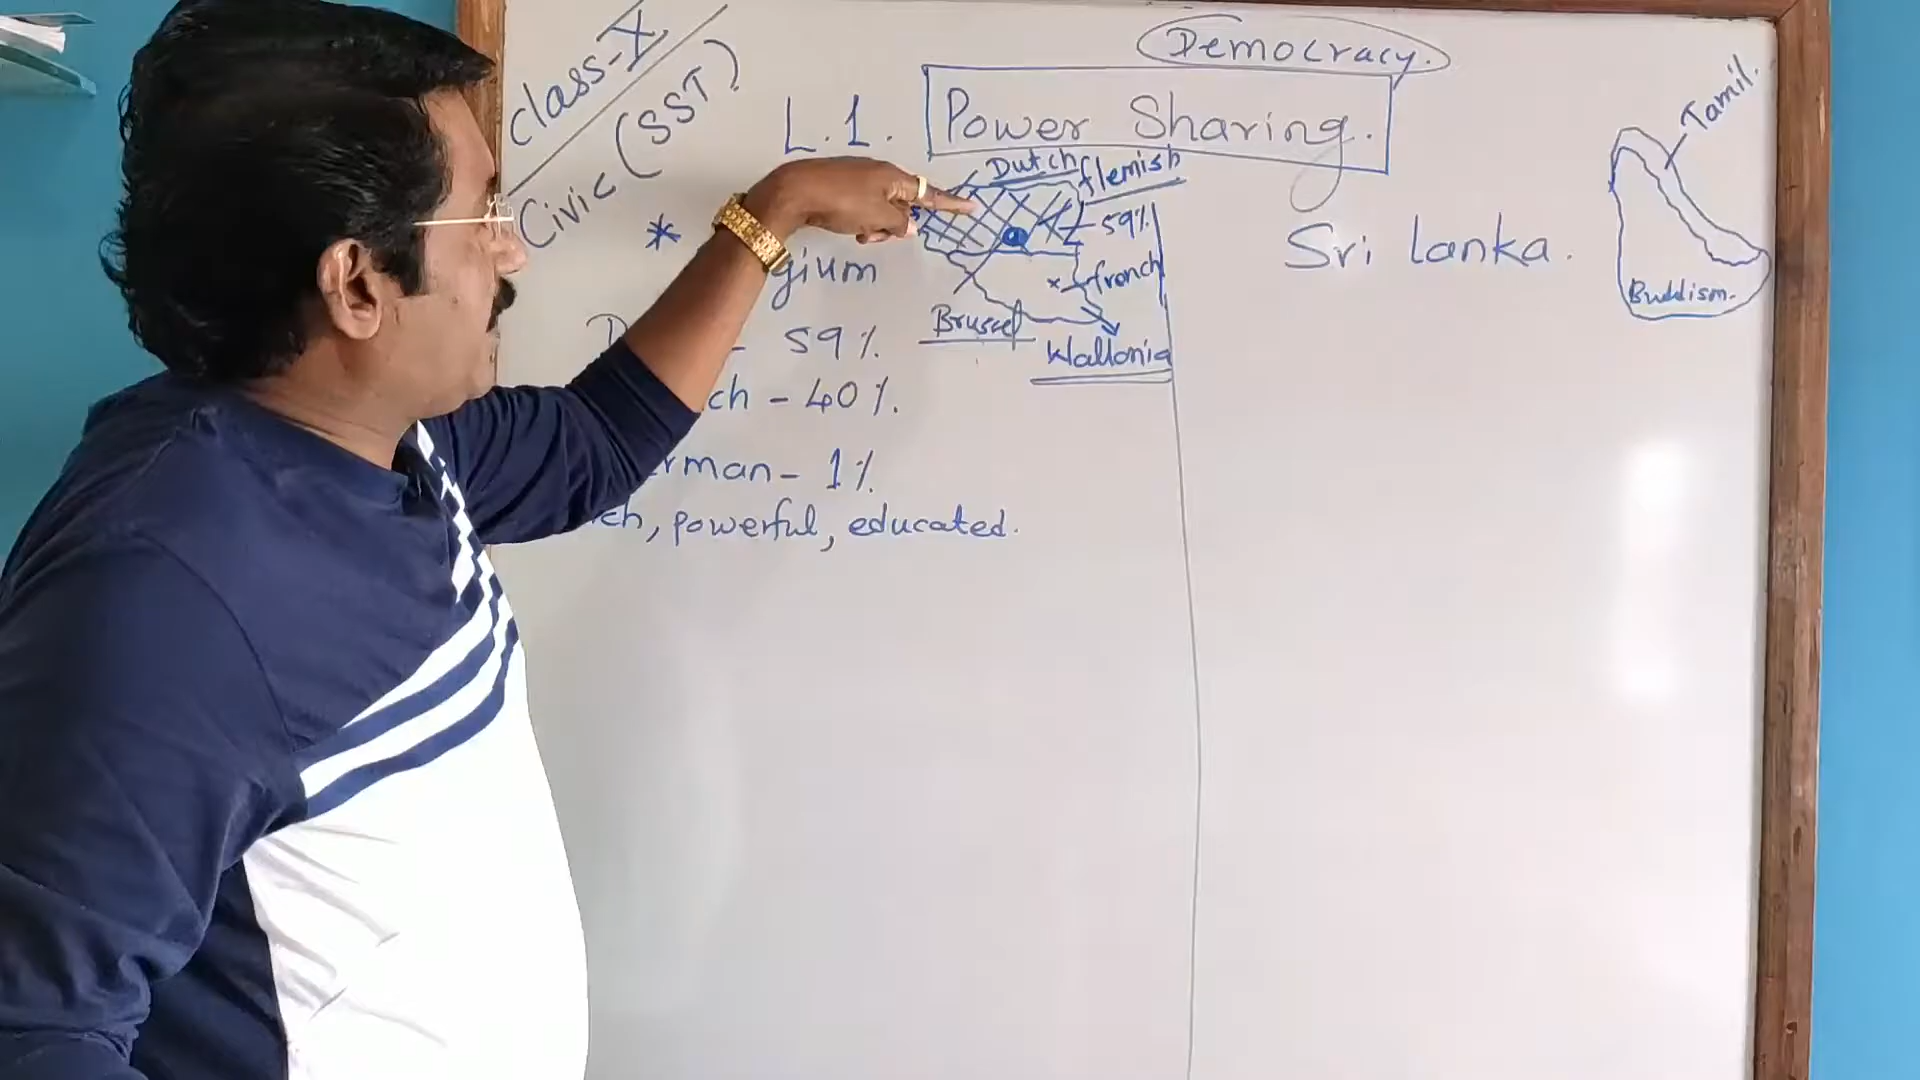 Democracy.
class-X
Civic (SST)
L.1. Power Sharing.
Dutch flemish
59%
french
Brussel
Wallonia
gium
59%
ch - 40%.
rman - 1%
ch, powerful, educated.
Sri lanka.
Tamil.
Buddism.